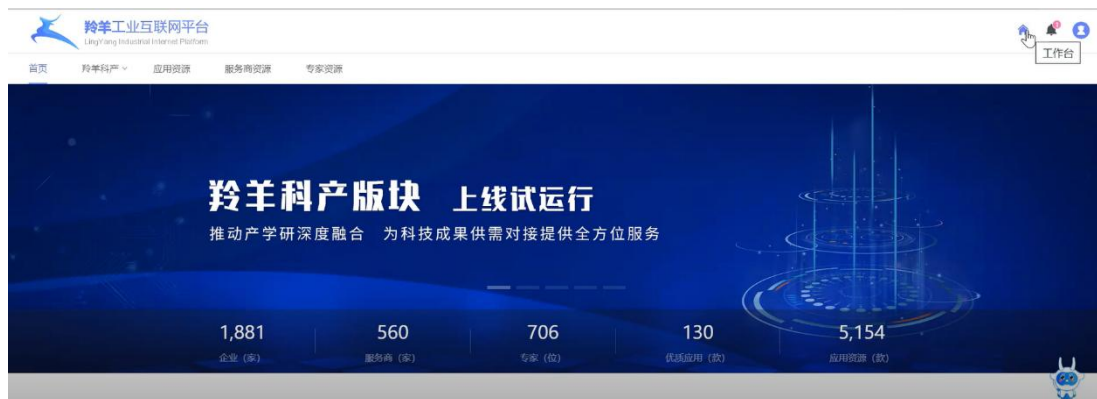 羚羊工业互联网平台
LingYang Industrial Internet Platform
工作台
首页 羚羊科产 应用资源 服务商资源 专家资源
羚羊科产版块 上线试运行
推动产学研深度融合 为科技成果供需对接提供全方位服务
1,881 560 706 130 5,154
企业（家） 服务商（家） 专家（位） 优质应用（款） 应用资源（款）